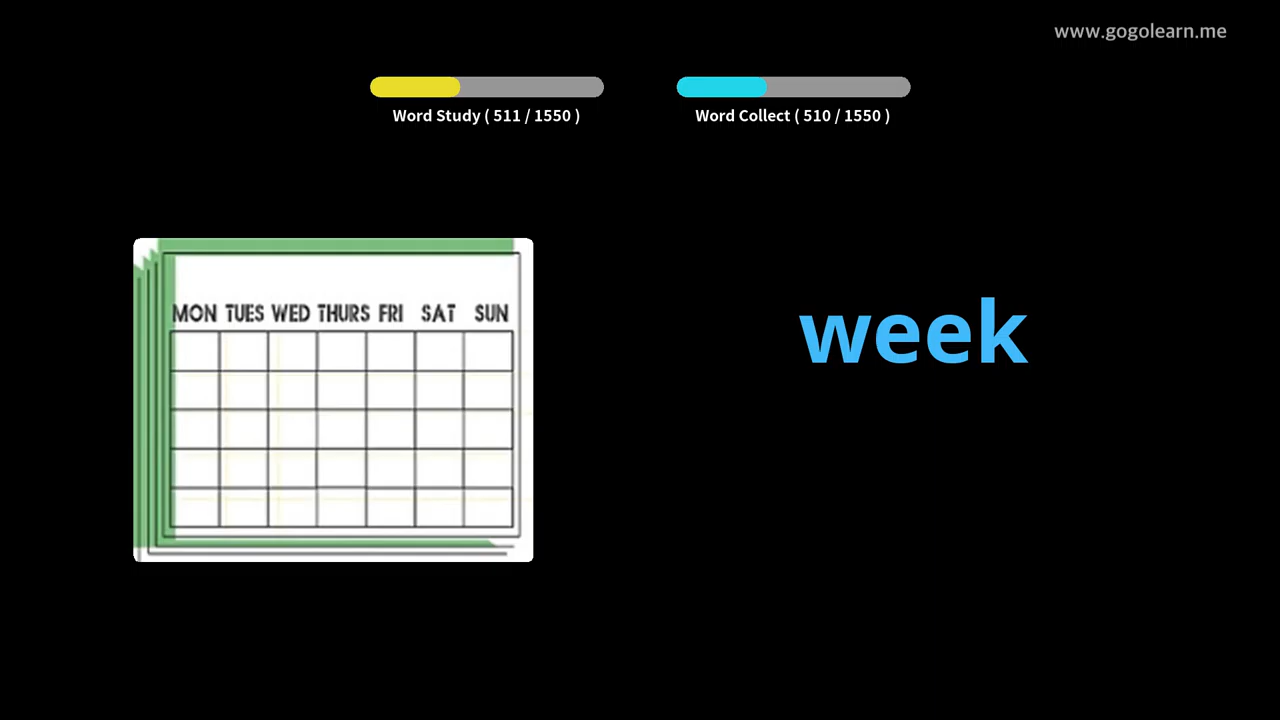 www.gogolearn.me
Word Study ( 511 / 1550 )
Word Collect ( 510 / 1550 )
MON TUES WED THURS FRI SAT SUN
week